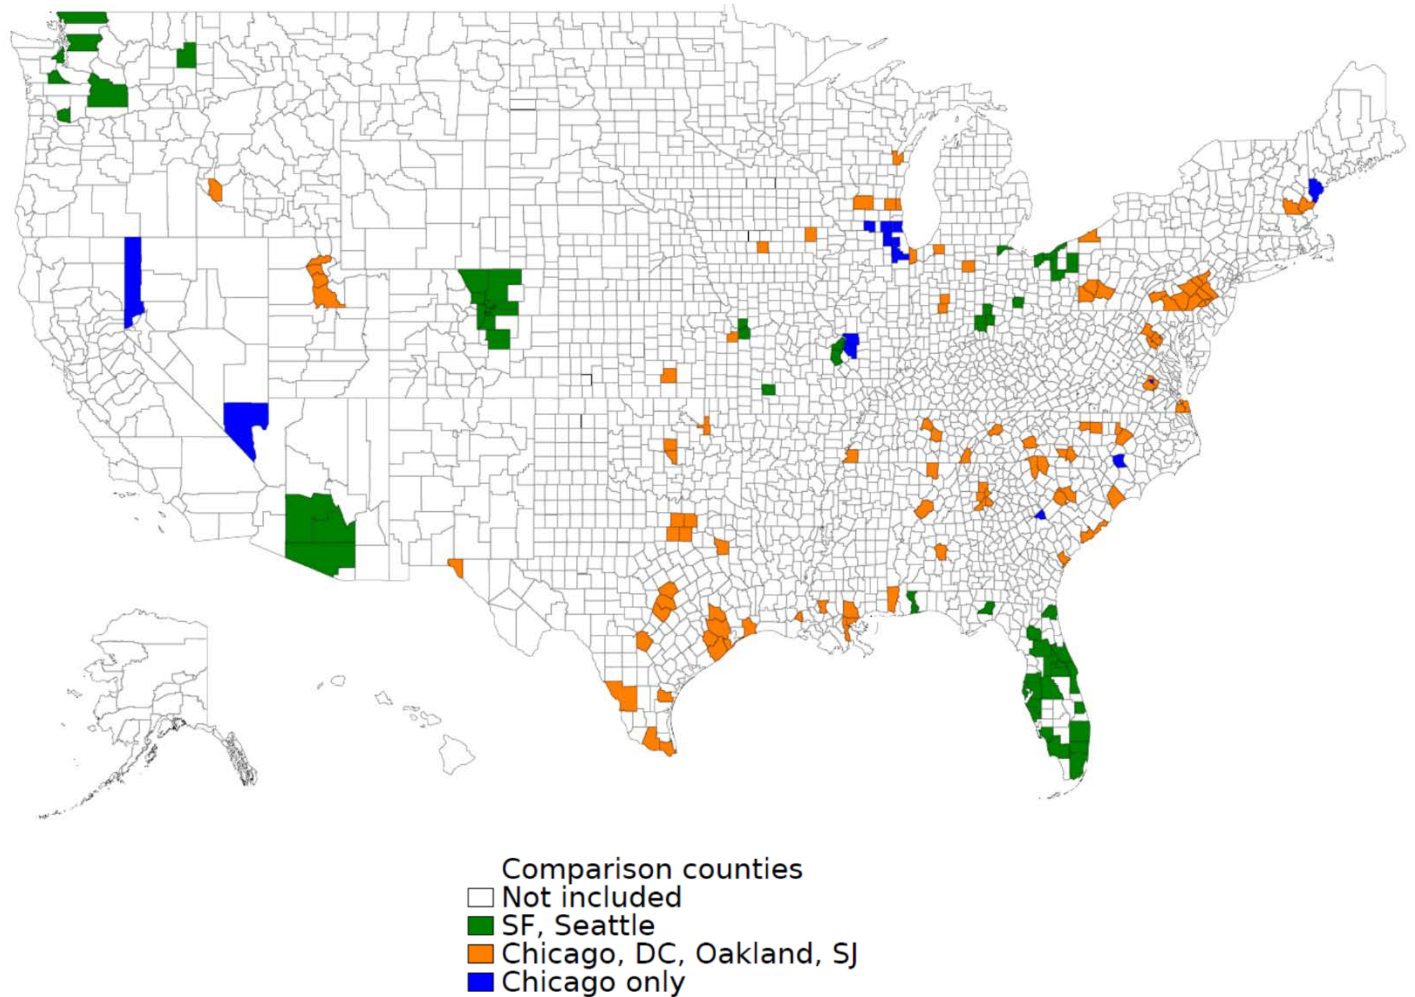 Comparison counties
Not included
SF, Seattle
Chicago, DC, Oakland, SJ
Chicago only